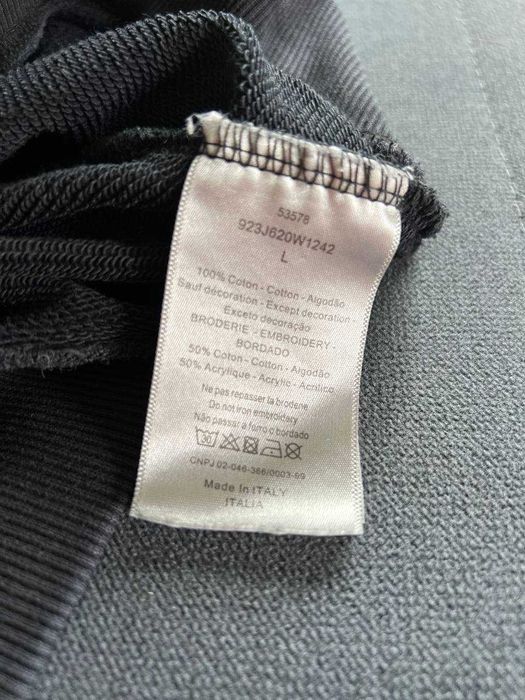 53578
923J620W1242
L
100% Coton - Cotton - Algodão
Sauf décoration - Except decoration
Exceto decoração
BRODERIE - EMBROIDERY
BORDADO
50% Coton - Cotton - Algodão
50% Acrylique - Acrylic - Acrílico
Ne pas repasser la broderie
Do not iron embroidery
Não passar a ferro o bordado
30
CNPJ 02-046-366/0003-69
Made in ITALY
ITALIA